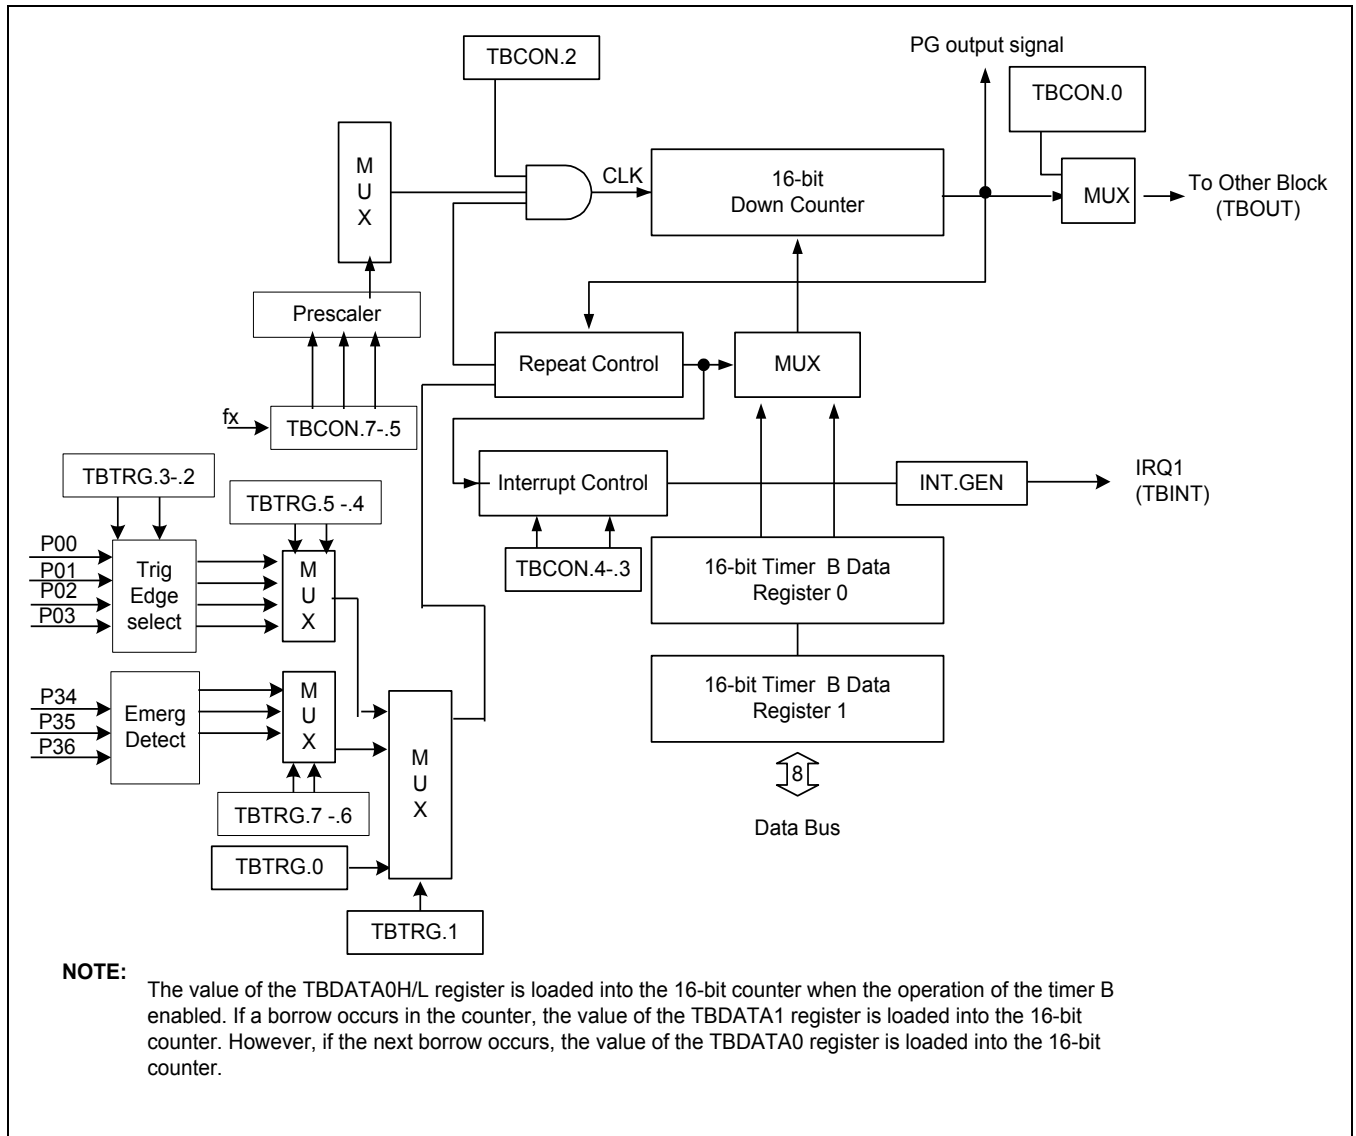 PG output signal
TBCON.2
TBCON.0
M
U
X
CLK
16-bit
Down Counter
MUX
To Other Block
(TBOUT)
Prescaler
Repeat Control
MUX
fx
TBCON.7-.5
TBTRG.3-.2
TBTRG.5 -.4
Interrupt Control
INT.GEN
IRQ1
(TBINT)
P00
P01
P02
P03
Trig
Edge
select
M
U
X
TBCON.4-.3
16-bit Timer B Data
Register 0
P34
P35
P36
Emerg
Detect
M
U
X
16-bit Timer B Data
Register 1
M
U
X
8
TBTRG.7 -.6
Data Bus
TBTRG.0
TBTRG.1
NOTE:
The value of the TBDATA0H/L register is loaded into the 16-bit counter when the operation of the timer B
enabled. If a borrow occurs in the counter, the value of the TBDATA1 register is loaded into the 16-bit
counter. However, if the next borrow occurs, the value of the TBDATA0 register is loaded into the 16-bit
counter.